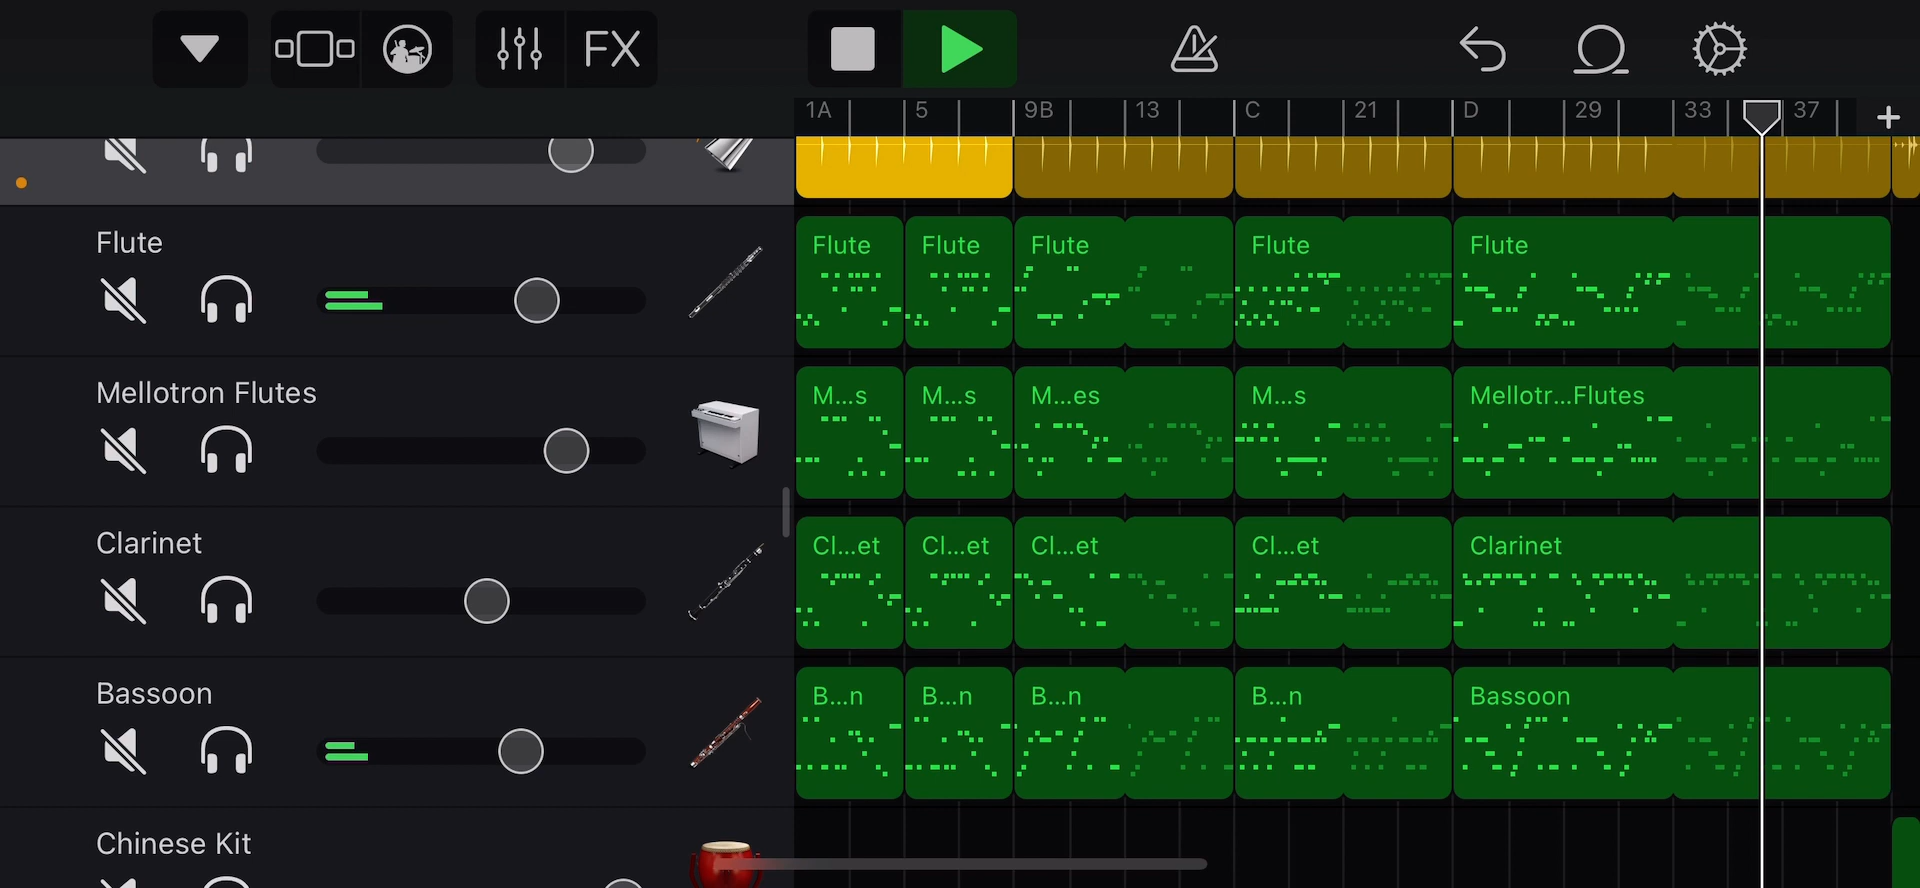 FX
1A 5 9B 13 C 21 D 29 33 37
Flute
Flute Flute Flute Flute Flute
Mellotron Flutes
M...s M...s M...es M...s Mellotr...Flutes
Clarinet
Cl...et Cl...et Cl...et Cl...et Clarinet
Bassoon
B...n B...n B...n B...n Bassoon
Chinese Kit